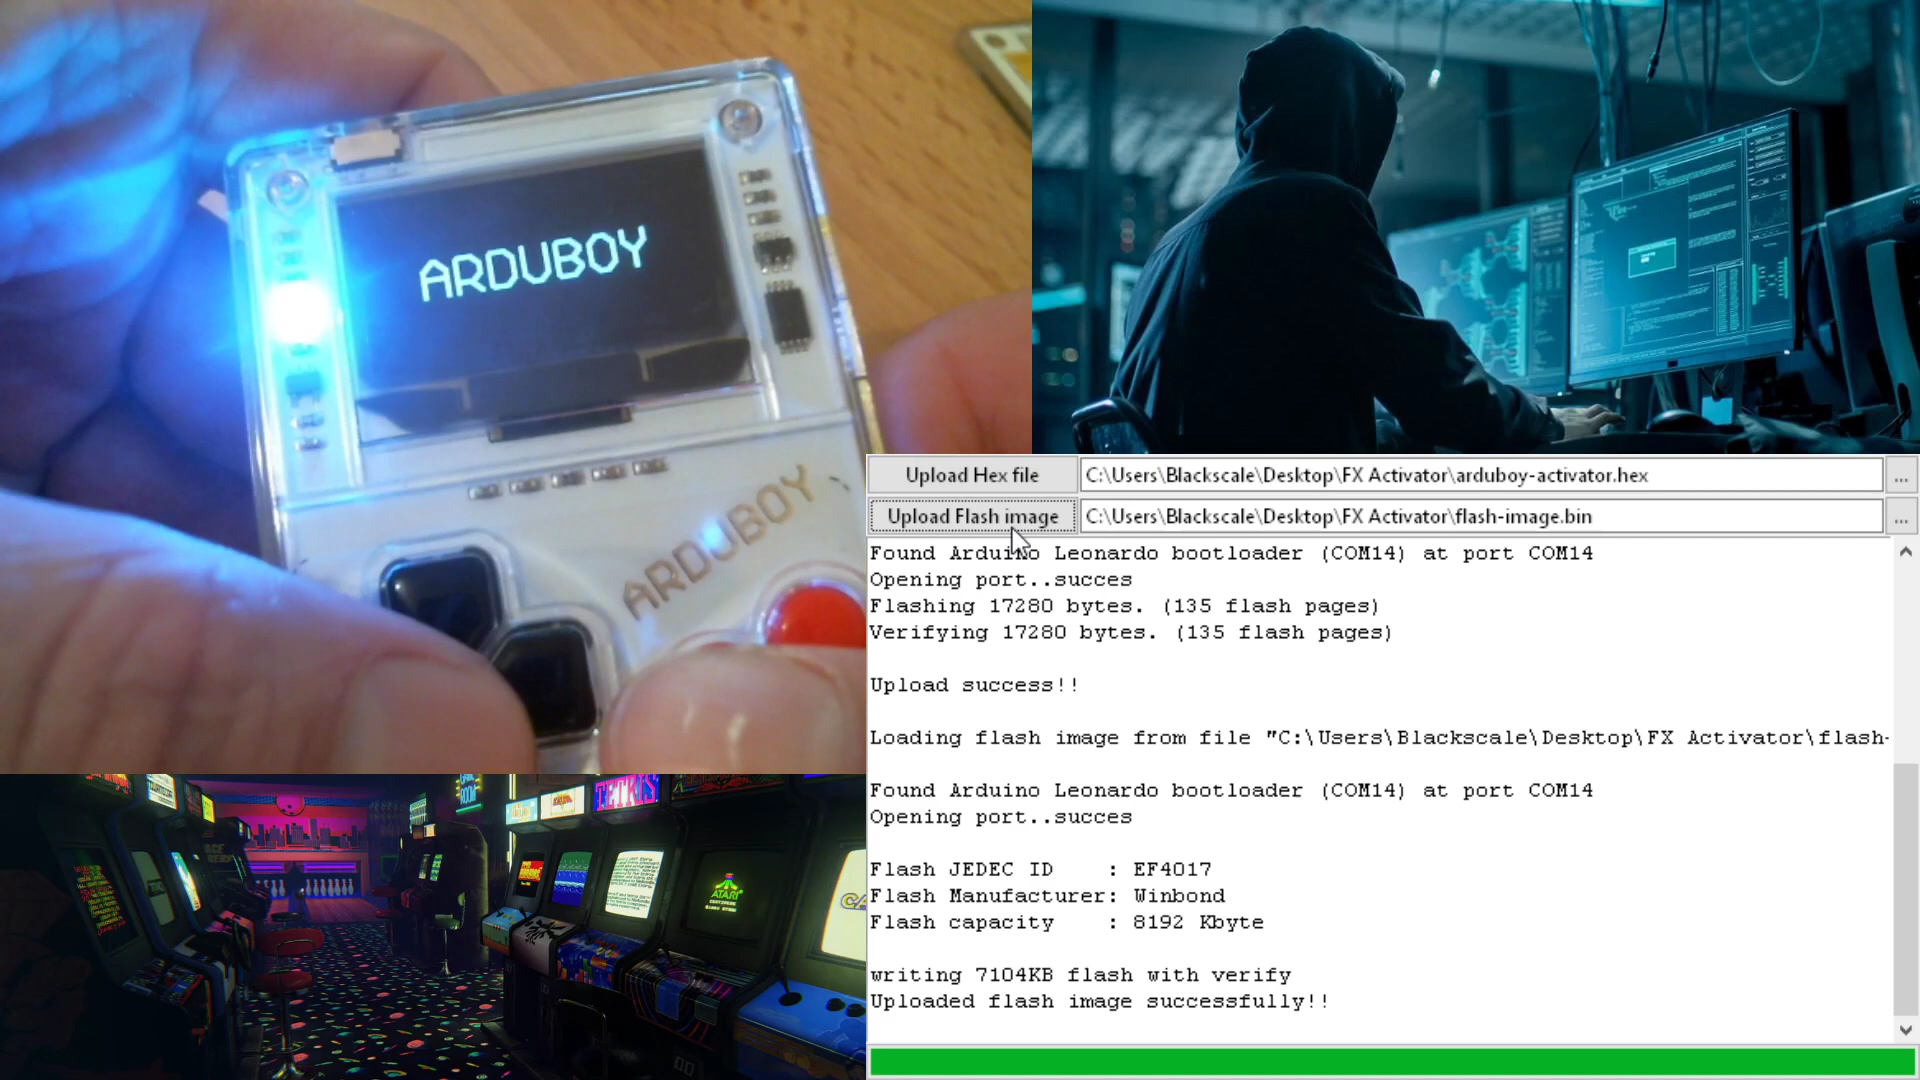 ARDUBOY
ARDUBOY
TETRIS
ATARI
Upload Hex file
C:\Users\Blackscale\Desktop\FX Activator\arduboy-activator.hex
...
Upload Flash image
C:\Users\Blackscale\Desktop\FX Activator\flash-image.bin
...
Found Arduino Leonardo bootloader (COM14) at port COM14
Opening port..succes
Flashing 17280 bytes. (135 flash pages)
Verifying 17280 bytes. (135 flash pages)
Upload success!!
Loading flash image from file "C:\Users\Blackscale\Desktop\FX Activator\flash-
Found Arduino Leonardo bootloader (COM14) at port COM14
Opening port..succes
Flash JEDEC ID    : EF4017
Flash Manufacturer: Winbond
Flash capacity    : 8192 Kbyte
writing 7104KB flash with verify
Uploaded flash image successfully!!